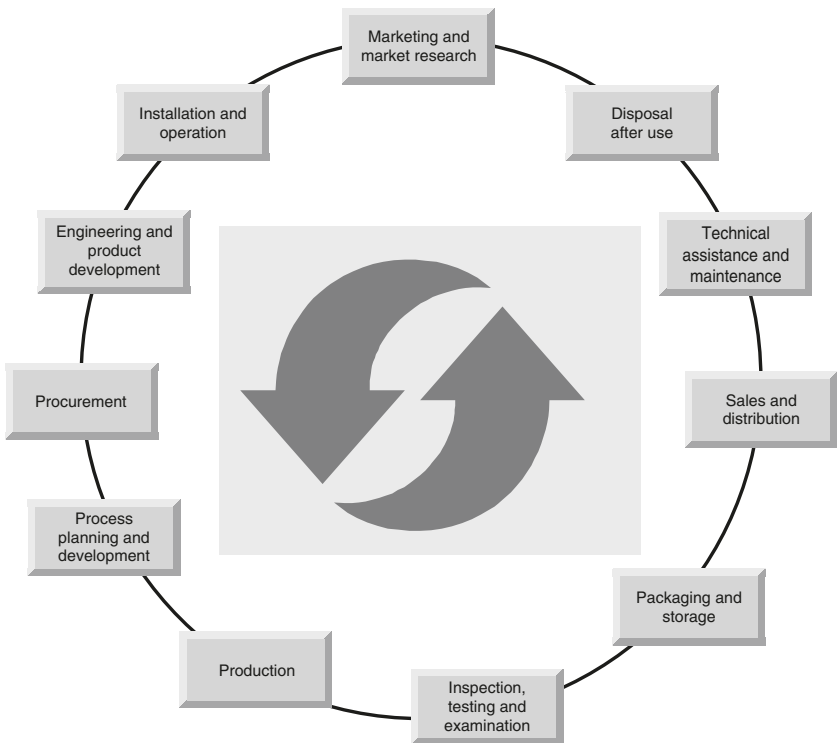 Marketing and
market research
Installation and
operation
Disposal
after use
Engineering and
product
development
Technical
assistance and
maintenance
Procurement
Sales and
distribution
Process
planning and
development
Packaging and
storage
Production
Inspection,
testing and
examination